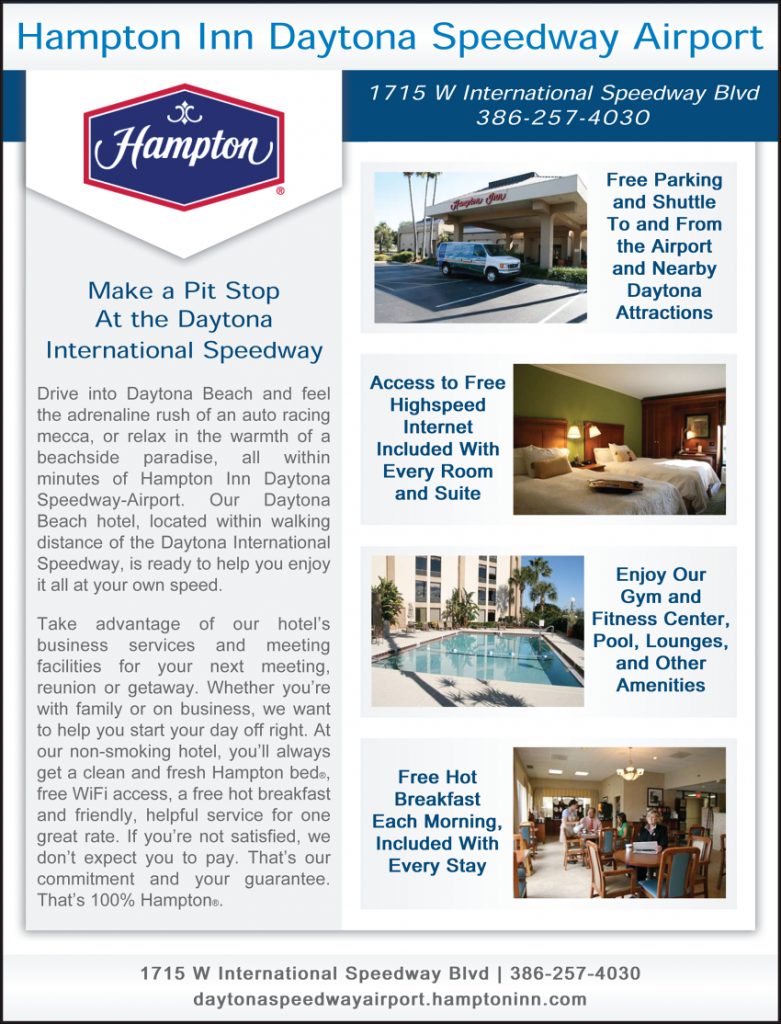 Hampton Inn Daytona Speedway Airport
1715 W International Speedway Blvd
386-257-4030
Hampton
®
Make a Pit Stop
At the Daytona
International Speedway
Drive into Daytona Beach and feel
the adrenaline rush of an auto racing
mecca, or relax in the warmth of a
beachside paradise, all within
minutes of Hampton Inn Daytona
Speedway-Airport. Our Daytona
Beach hotel, located within walking
distance of the Daytona International
Speedway, is ready to help you enjoy
it all at your own speed.
Take advantage of our hotel's
business services and meeting
facilities for your next meeting,
reunion or getaway. Whether you're
with family or on business, we want
to help you start your day off right. At
our non-smoking hotel, you'll always
get a clean and fresh Hampton bed®,
free WiFi access, a free hot breakfast
and friendly, helpful service for one
great rate. If you're not satisfied, we
don't expect you to pay. That's our
commitment and your guarantee.
That's 100% Hampton®.
Hampton Inn
Free Parking
and Shuttle
To and From
the Airport
and Nearby
Daytona
Attractions
Access to Free
Highspeed
Internet
Included With
Every Room
and Suite
Enjoy Our
Gym and
Fitness Center,
Pool, Lounges,
and Other
Amenities
Free Hot
Breakfast
Each Morning,
Included With
Every Stay
1715 W International Speedway Blvd | 386-257-4030
daytonaspeedwayairport.hamptoninn.com